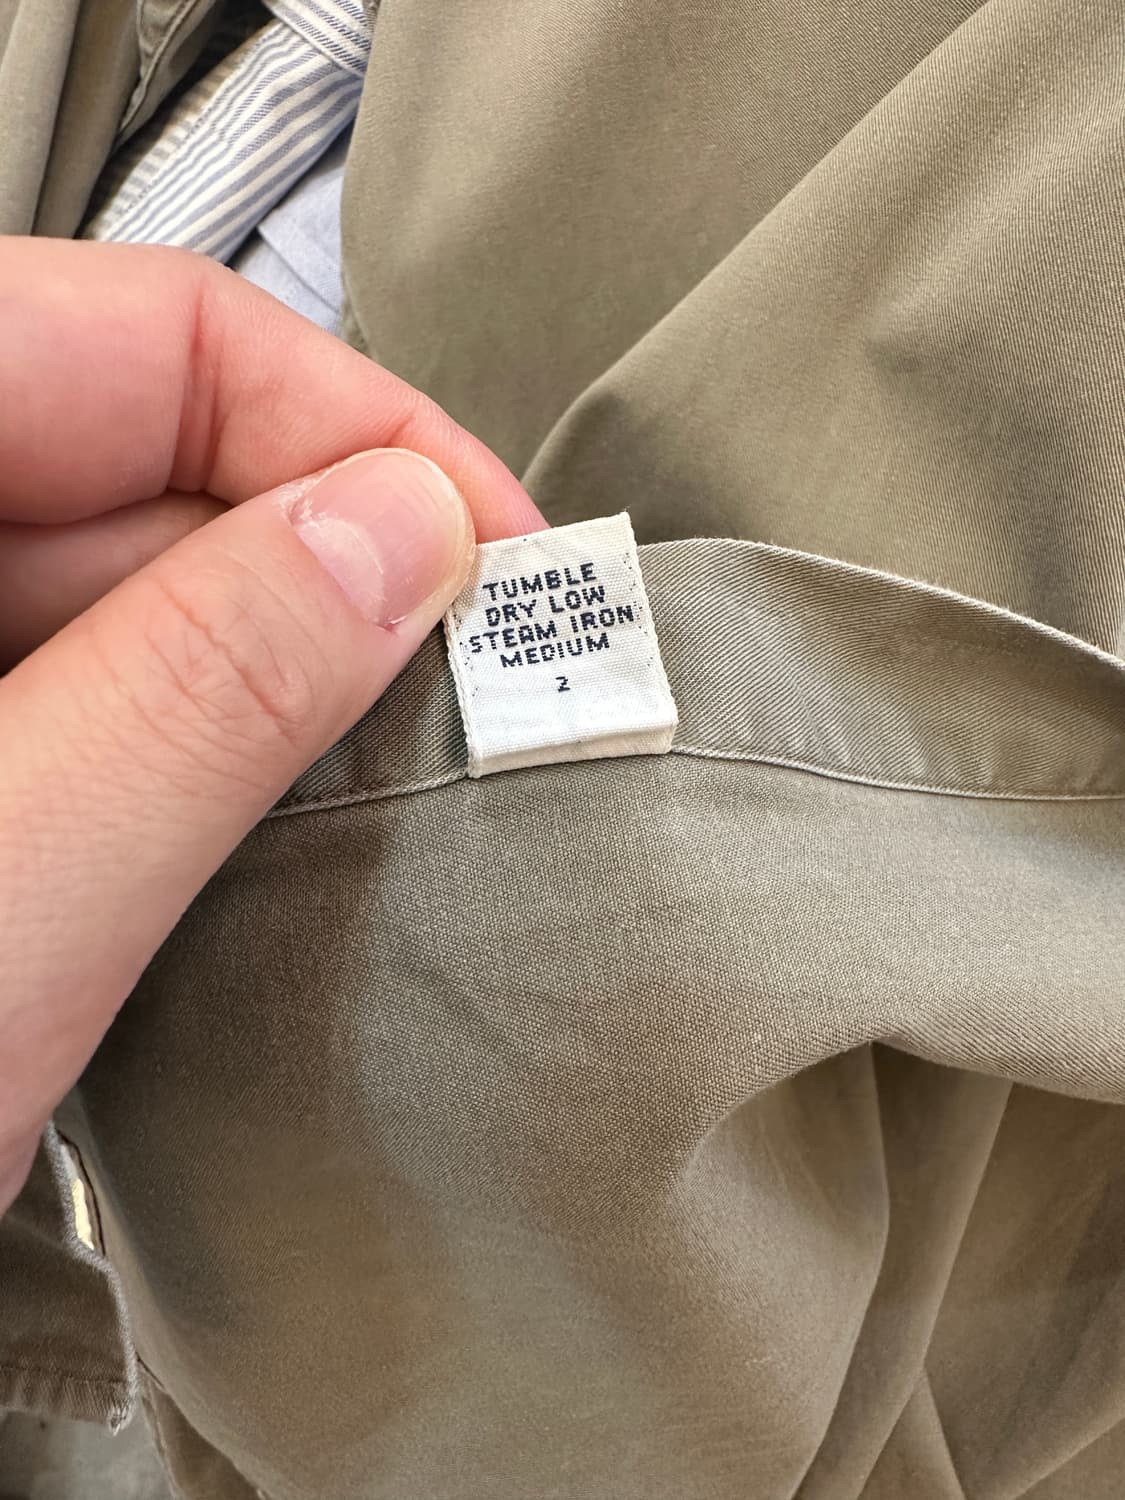 TUMBLE
DRY LOW
STEAM IRON
MEDIUM
2